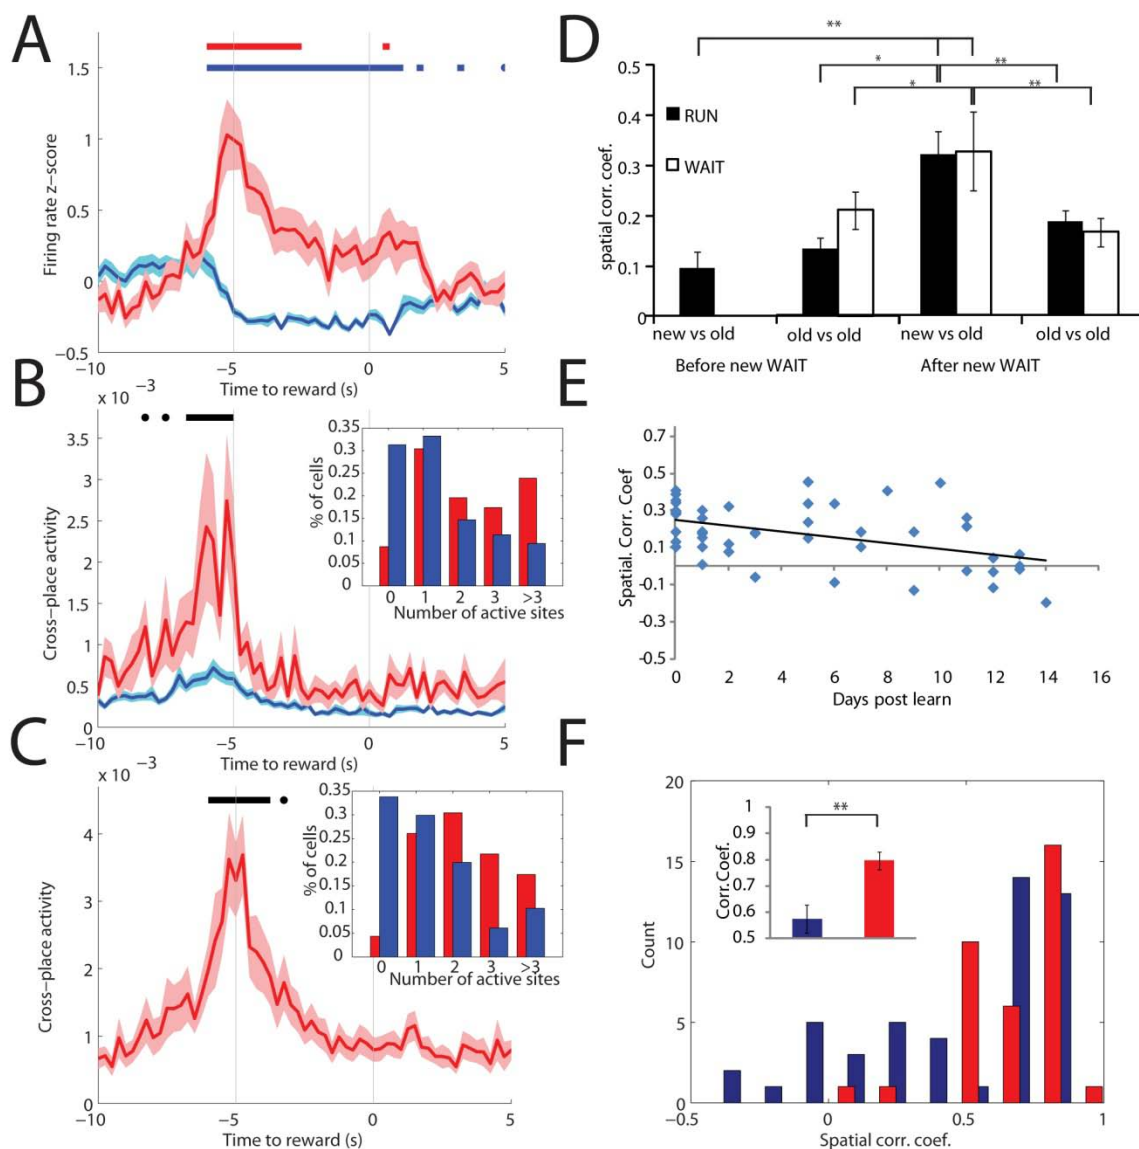 A
Firing rate z−score
1.5
1
0.5
0
−0.5
−10
−5
0
5
Time to reward (s)
B
x 10 −3
Cross−place activity
3.5
3
2.5
2
1.5
1
0.5
0
−10
−5
0
5
Time to reward (s)
% of cells
0.35
0.3
0.25
0.2
0.15
0.1
0.05
0
0 1 2 3 >3
Number of active sites
C
x 10 −3
Cross−place activity
4
3
2
1
0
−10
−5
0
5
Time to reward (s)
% of cells
0.35
0.3
0.25
0.2
0.15
0.1
0.05
0
0 1 2 3 >3
Number of active sites
D
spatial corr. coef.
0.5
0.4
0.3
0.2
0.1
0
**
* **
* **
RUN
WAIT
new vs old old vs old new vs old old vs old
Before new WAIT After new WAIT
E
Spatial. Corr. Coef
0.7
0.5
0.3
0.1
-0.1
-0.3
-0.5
0 2 4 6 8 10 12 14 16
Days post learn
F
Count
20
15
10
5
0
−0.5 0 0.5 1
Spatial corr. coef.
Corr.Coef.
1
0.9
0.8
0.7
0.6
0.5
**